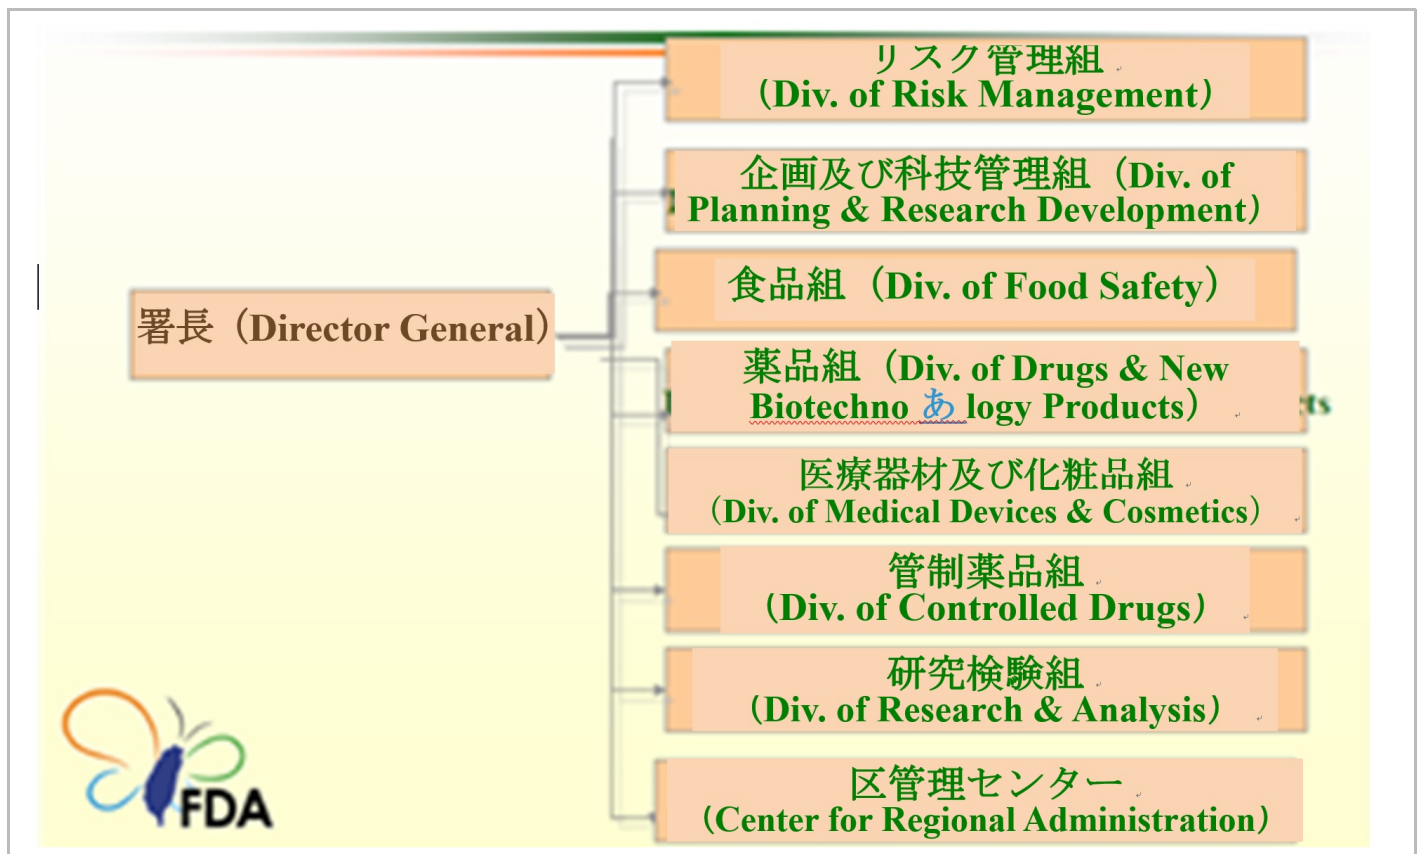 リスク管理組
（Div. of Risk Management）
企画及び科技管理組（Div. of
Planning & Research Development）
食品組（Div. of Food Safety）
署長（Director General）
薬品組（Div. of Drugs & New
Biotechno あ logy Products）
cts
医療器材及び化粧品組
（Div. of Medical Devices & Cosmetics）
管制薬品組
（Div. of Controlled Drugs）
研究検験組
（Div. of Research & Analysis）
区管理センター
（Center for Regional Administration）
FDA